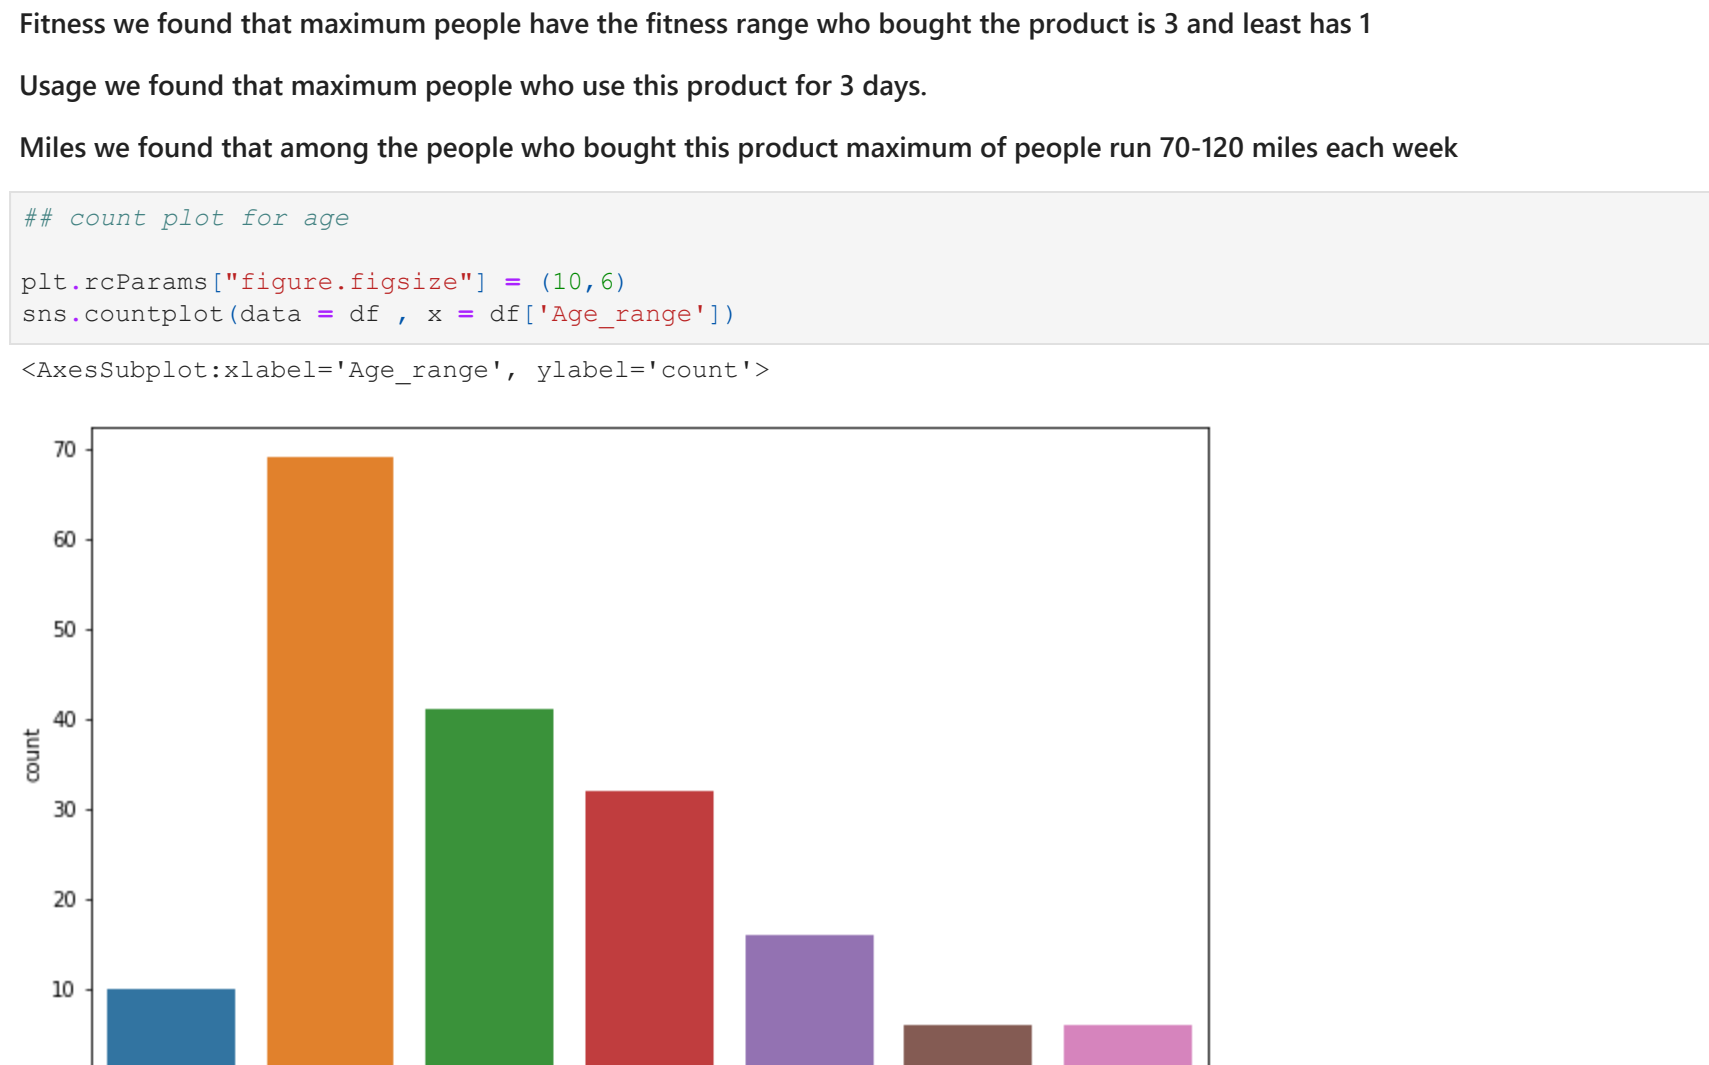 Fitness we found that maximum people have the fitness range who bought the product is 3 and least has 1
Usage we found that maximum people who use this product for 3 days.
Miles we found that among the people who bought this product maximum of people run 70-120 miles each week
## count plot for age
plt.rcParams["figure.figsize"] = (10,6)
sns.countplot(data = df , x = df['Age_range'])
<AxesSubplot:xlabel='Age_range', ylabel='count'>
70
60
50
40
30
20
10
count